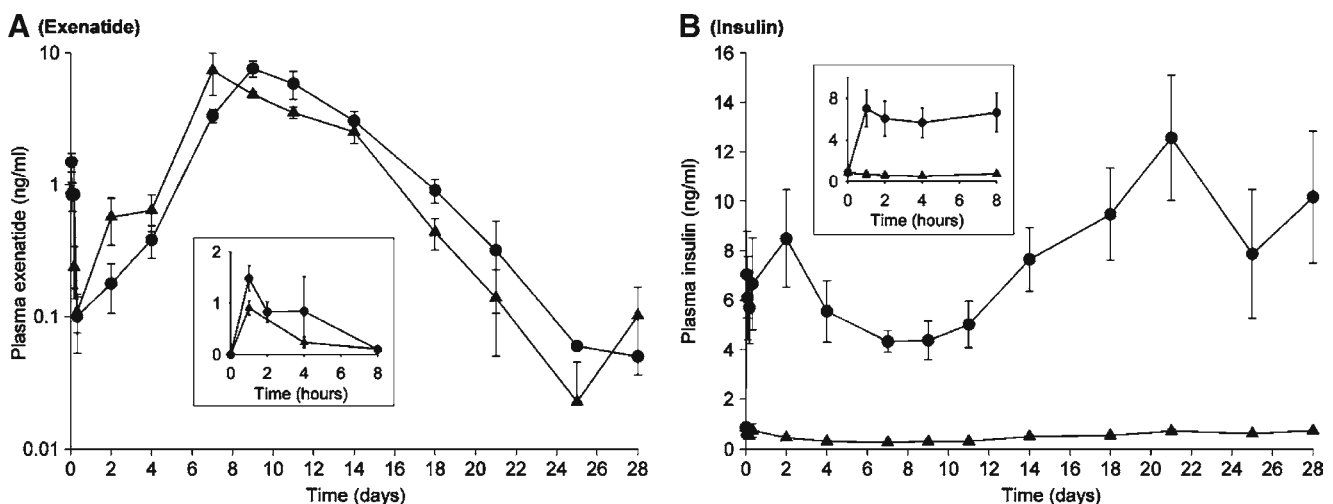 A (Exenatide)
Plasma exenatide (ng/ml)
10
1
0.1
0.01
0 2 4 6 8 10 12 14 16 18 20 22 24 26 28
Time (days)
2
1
0
0 2 4 6 8
Time (hours)
B (Insulin)
Plasma insulin (ng/ml)
16
14
12
10
8
6
4
2
0
0 2 4 6 8 10 12 14 16 18 20 22 24 26 28
Time (days)
8
4
0
0 2 4 6 8
Time (hours)